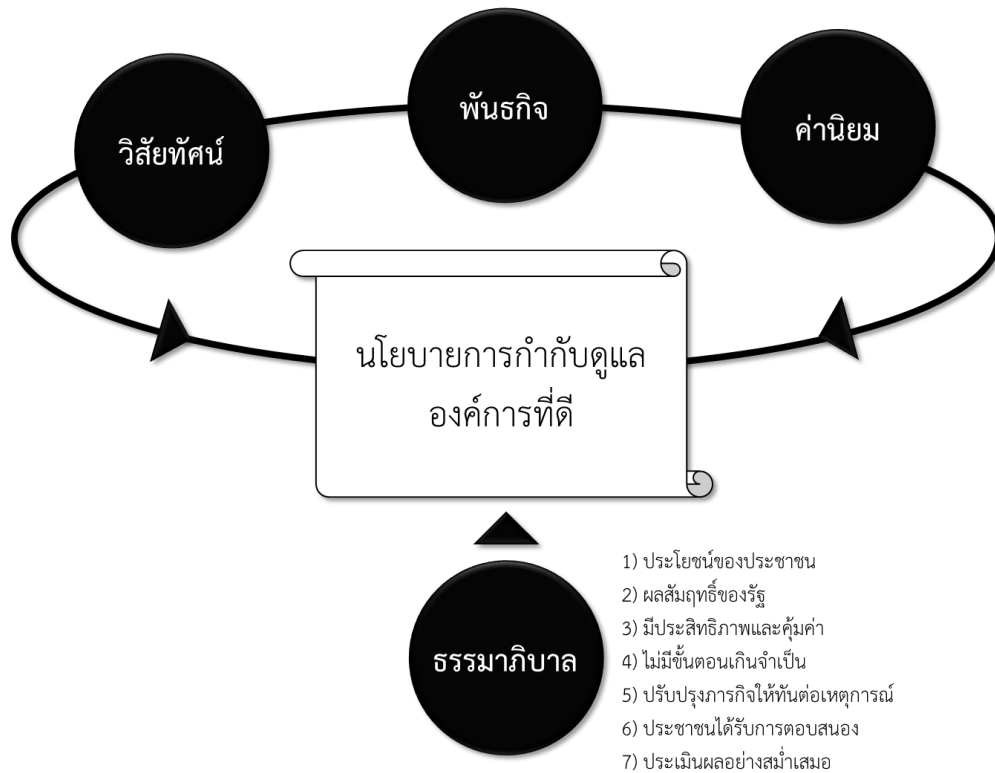 วิสัยทัศน์
พันธกิจ
ค่านิยม
นโยบายการกำกับดูแล
องค์การที่ดี
ธรรมาภิบาล
1) ประโยชน์ของประชาชน
2) ผลสัมฤทธิ์ของรัฐ
3) มีประสิทธิภาพและคุ้มค่า
4) ไม่มีขั้นตอนเกินจำเป็น
5) ปรับปรุงภารกิจให้ทันต่อเหตุการณ์
6) ประชาชนได้รับการตอบสนอง
7) ประเมินผลอย่างสม่ำเสมอ